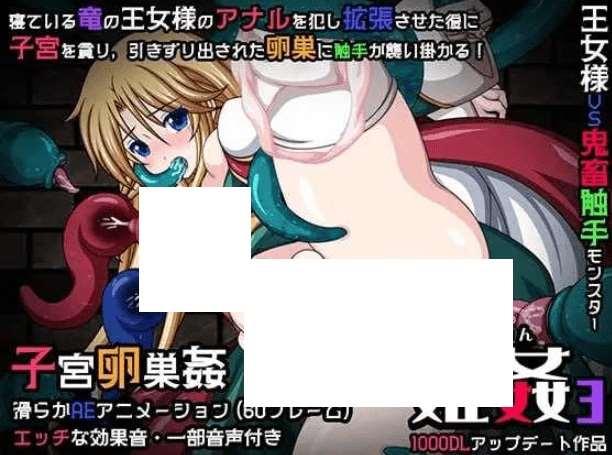 寝ている竜の王女様のアナルを犯し拡張させた後に
子宮を貪り，引きずり出された卵巣に触手が襲い掛かる！
王女様VS鬼畜触手モンスター
子宮卵巣姦
滑らかAEアニメーション(60フレーム)
エッチな効果音・一部音声付き
ん
姦3
1000DLアップデート作品